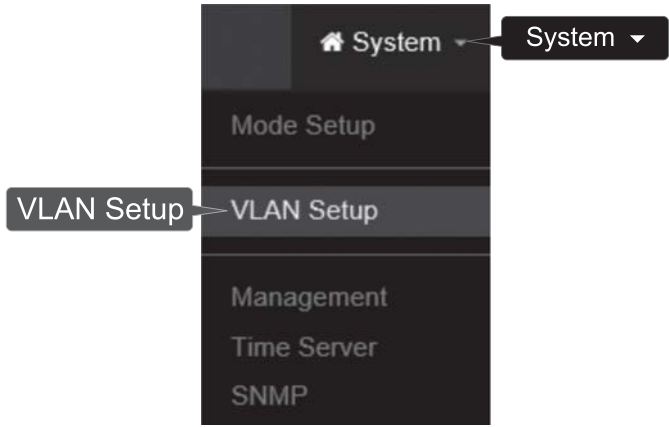 System
System
Mode Setup
VLAN Setup
VLAN Setup
Management
Time Server
SNMP